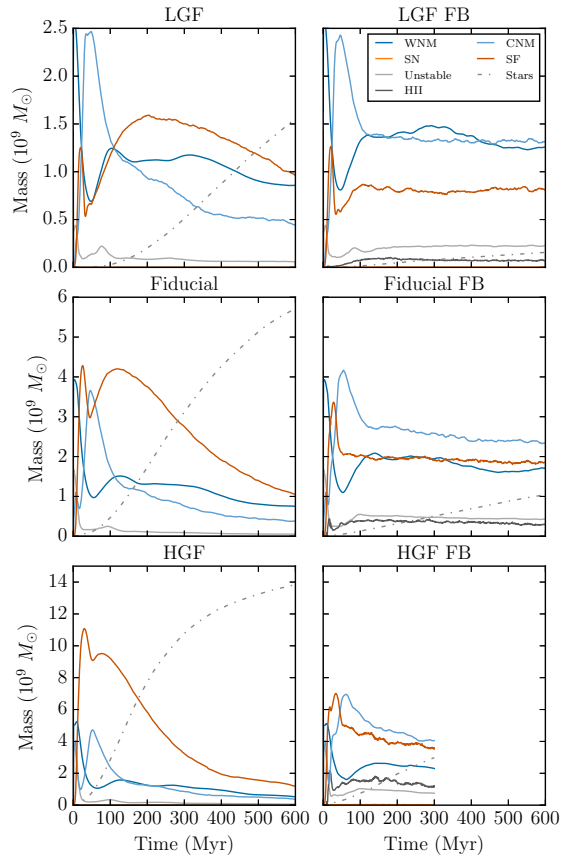 LGF
LGF FB
Mass (10⁹ M⊙)
2.5
2.0
1.5
1.0
0.5
0.0
WNM
SN
Unstable
HII
CNM
SF
Stars
Fiducial
Fiducial FB
Mass (10⁹ M⊙)
6
5
4
3
2
1
0
HGF
HGF FB
Mass (10⁹ M⊙)
14
12
10
8
6
4
2
0
0 100 200 300 400 500 600
0 100 200 300 400 500 600
Time (Myr)
Time (Myr)